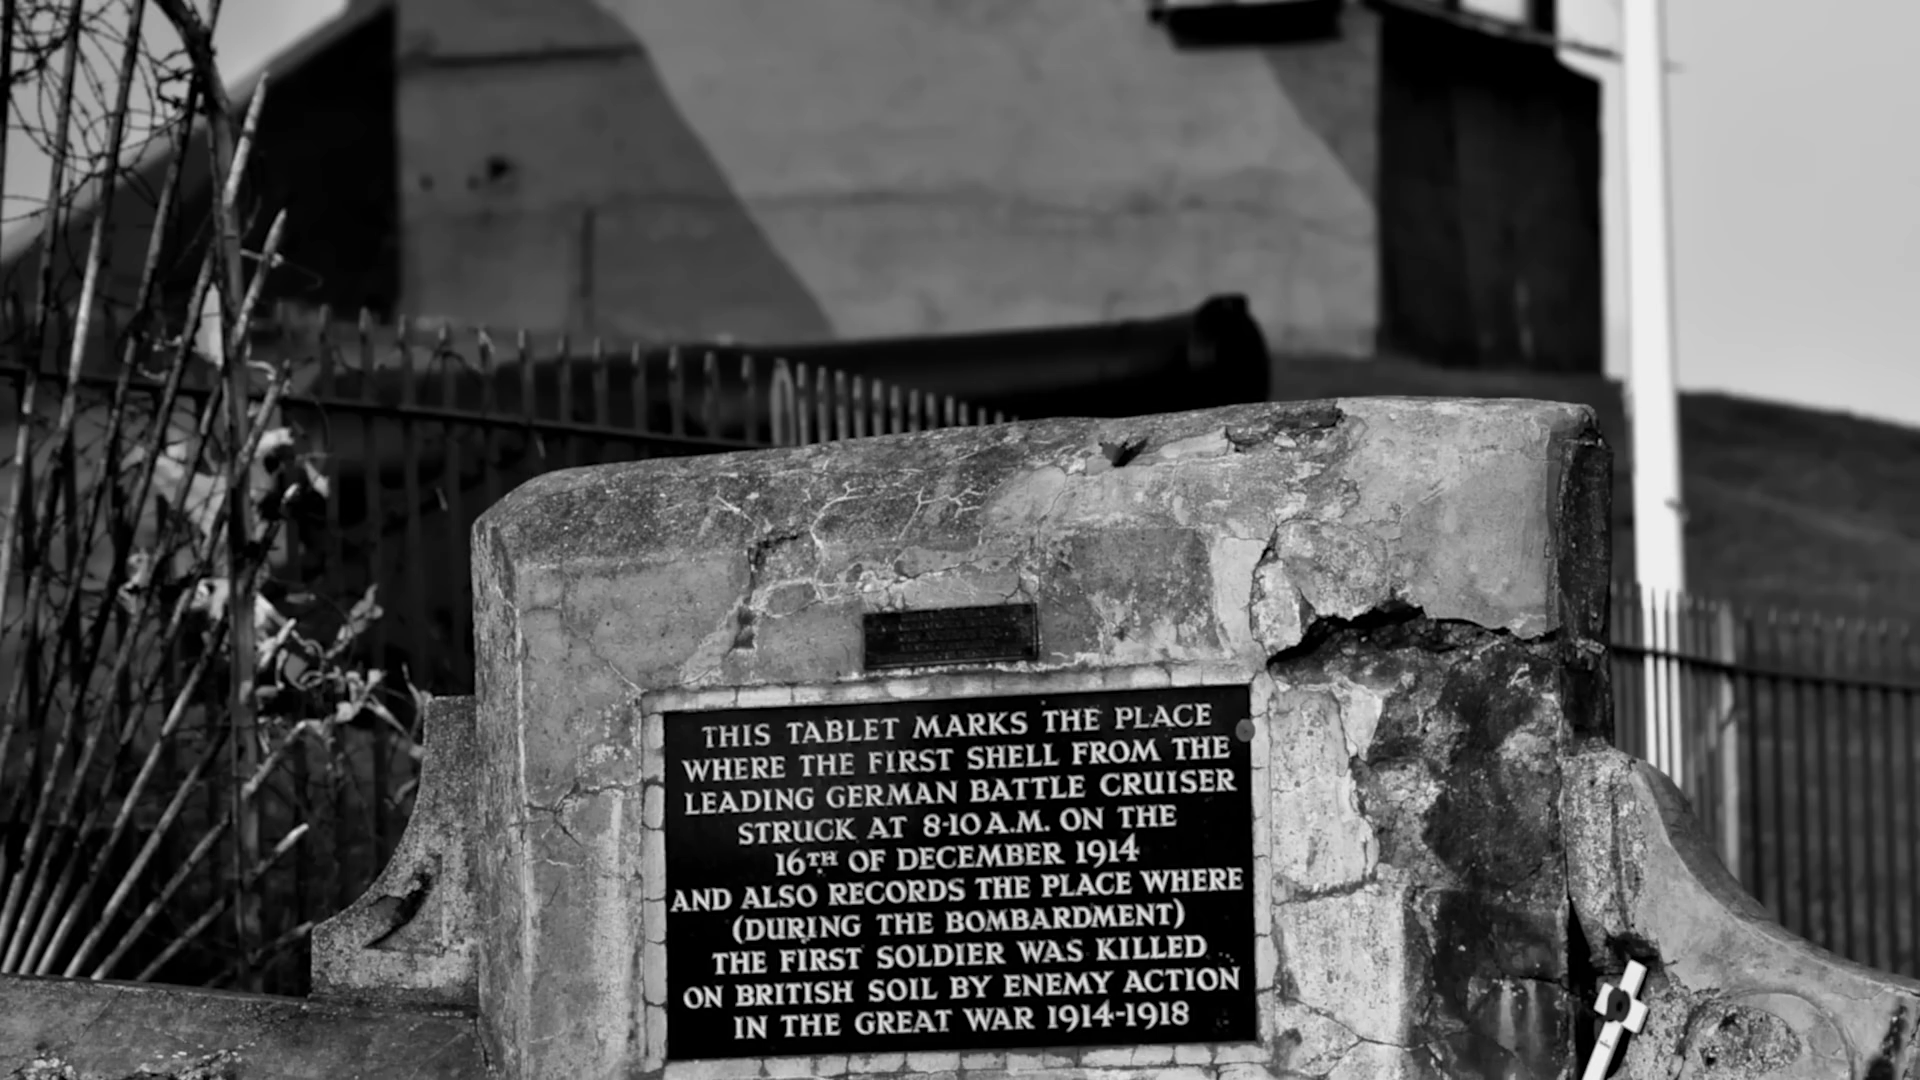 THIS TABLET MARKS THE PLACE
WHERE THE FIRST SHELL FROM THE
LEADING GERMAN BATTLE CRUISER
STRUCK AT 8-10 A.M. ON THE
16TH OF DECEMBER 1914
AND ALSO RECORDS THE PLACE WHERE
(DURING THE BOMBARDMENT)
THE FIRST SOLDIER WAS KILLED
ON BRITISH SOIL BY ENEMY ACTION
IN THE GREAT WAR 1914-1918